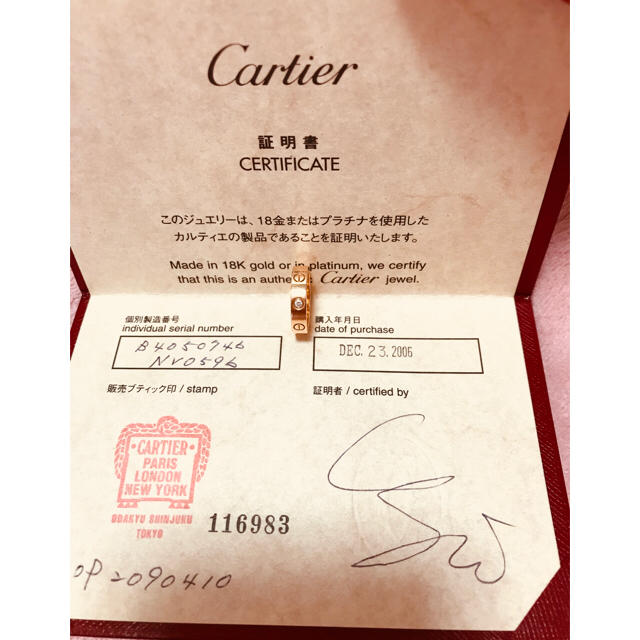 Cartier
証明書
CERTIFICATE
このジュエリーは、18金またはプラチナを使用した
カルティエの製品であることを証明いたします。
Made in 18K gold or in platinum, we certify
that this is an authe Cartier jewel.
個別製造番号
individual serial number
購入年月日
date of purchase
B4050746
NV0596
DEC. 23.2006
販売ブティック印 / stamp
証明者 / certified by
CARTIER
PARIS
LONDON
NEW YORK
ODAKYU SHINJUKU
TOKYO
116983
OP2090410